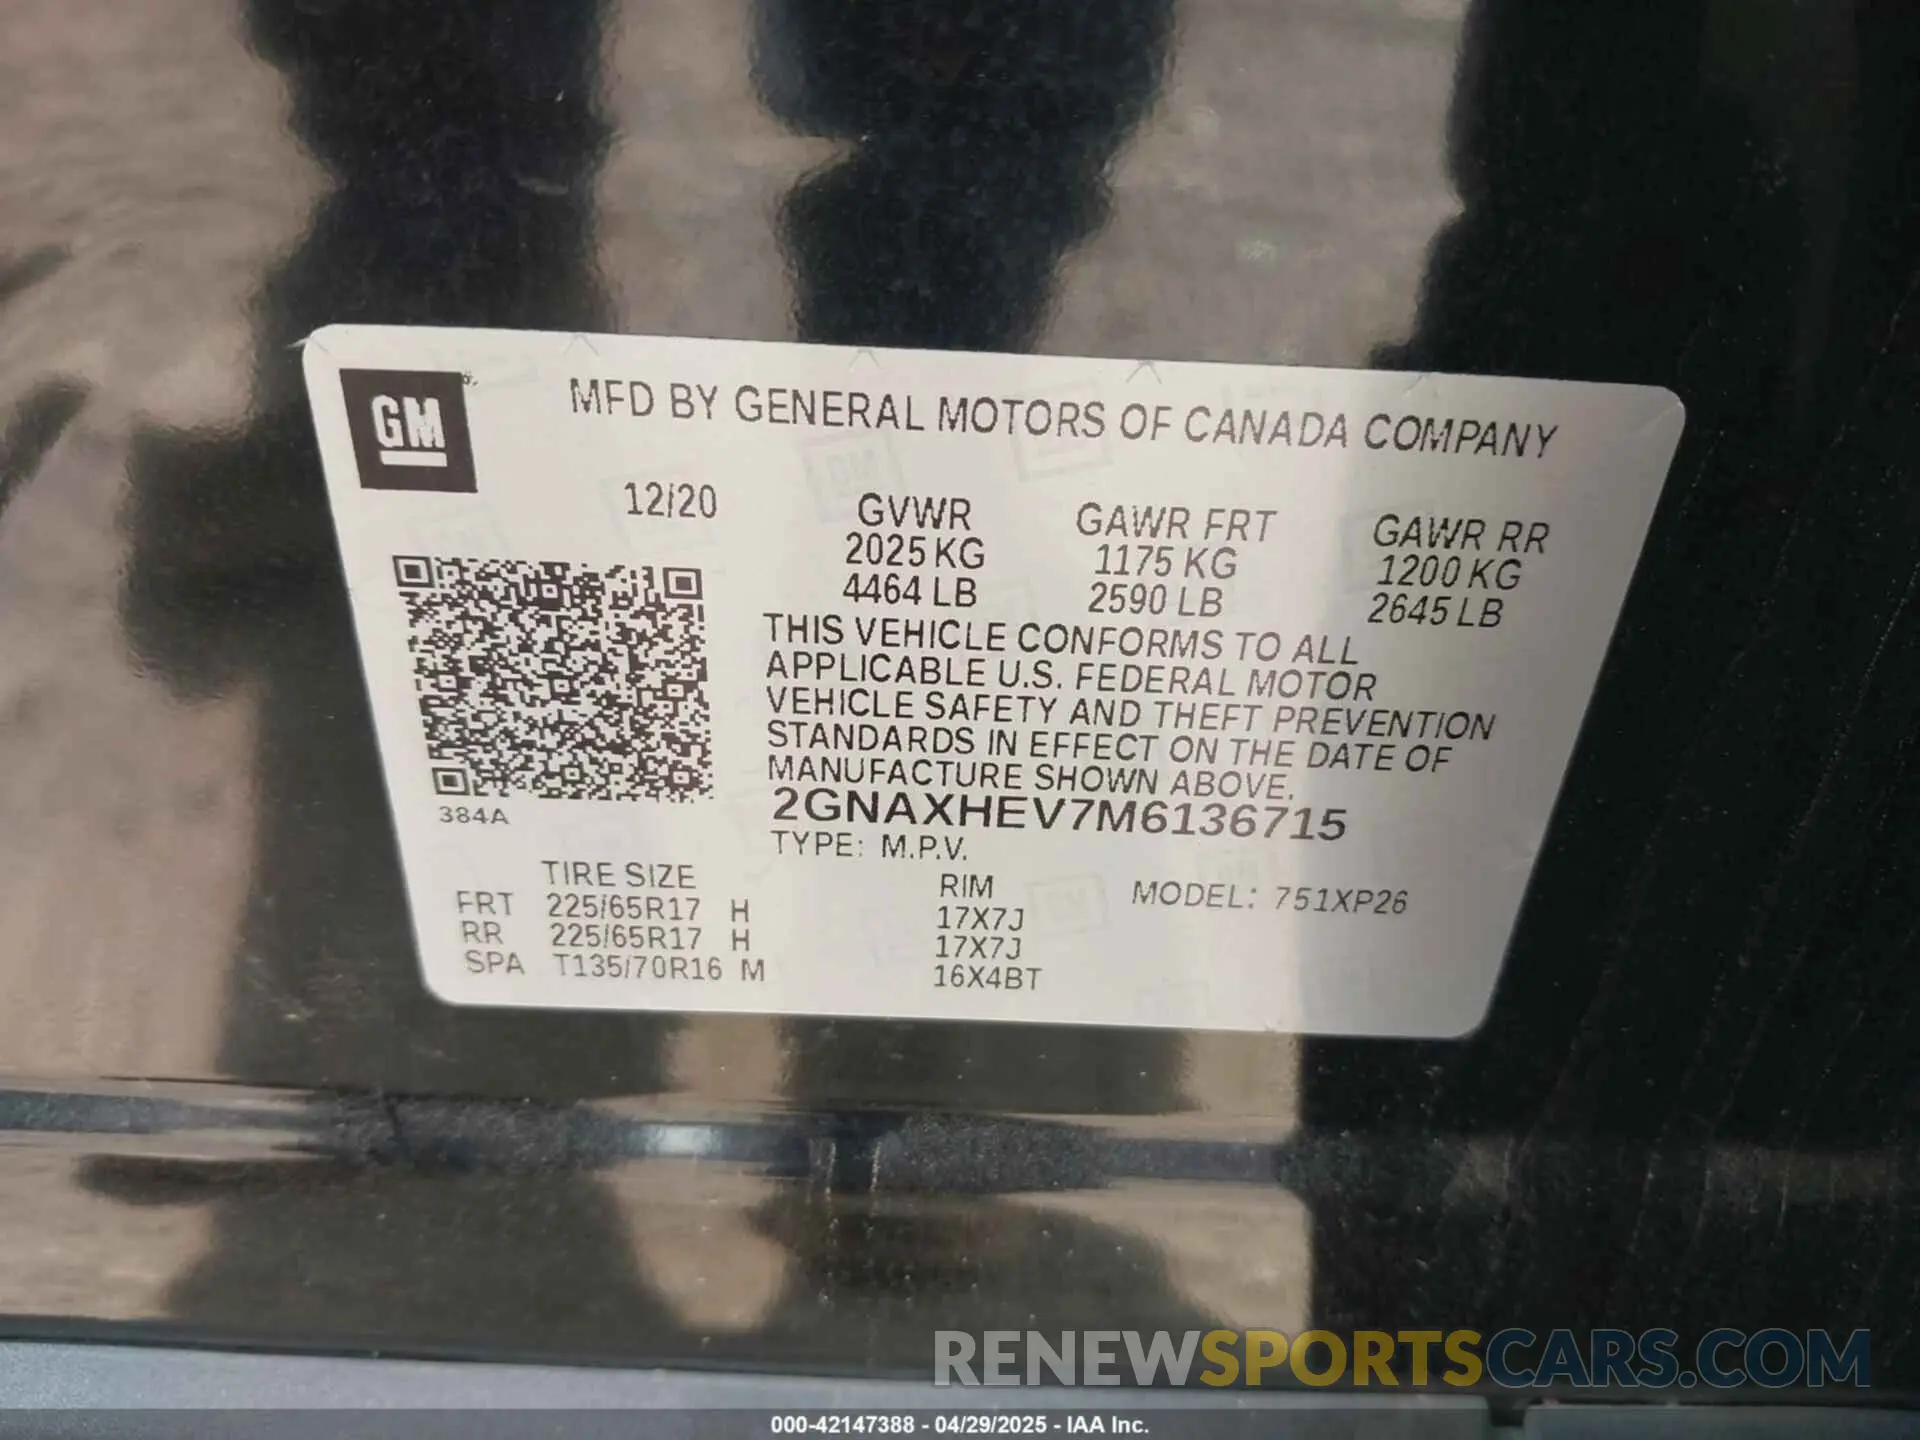 GM
MFD BY GENERAL MOTORS OF CANADA COMPANY
12/20
GVWR
2025 KG
4464 LB
GAWR FRT
1175 KG
2590 LB
GAWR RR
1200 KG
2645 LB
THIS VEHICLE CONFORMS TO ALL
APPLICABLE U.S. FEDERAL MOTOR
VEHICLE SAFETY AND THEFT PREVENTION
STANDARDS IN EFFECT ON THE DATE OF
MANUFACTURE SHOWN ABOVE.
2GNAXHEV7M6136715
384A
TYPE: M.P.V.
TIRE SIZE RIM MODEL: 751XP26
FRT 225/65R17 H 17X7J
RR 225/65R17 H 17X7J
SPA T135/70R16 M 16X4BT
RENEWSPORTSCARS.COM
000-42147388 - 04/29/2025 - IAA Inc.